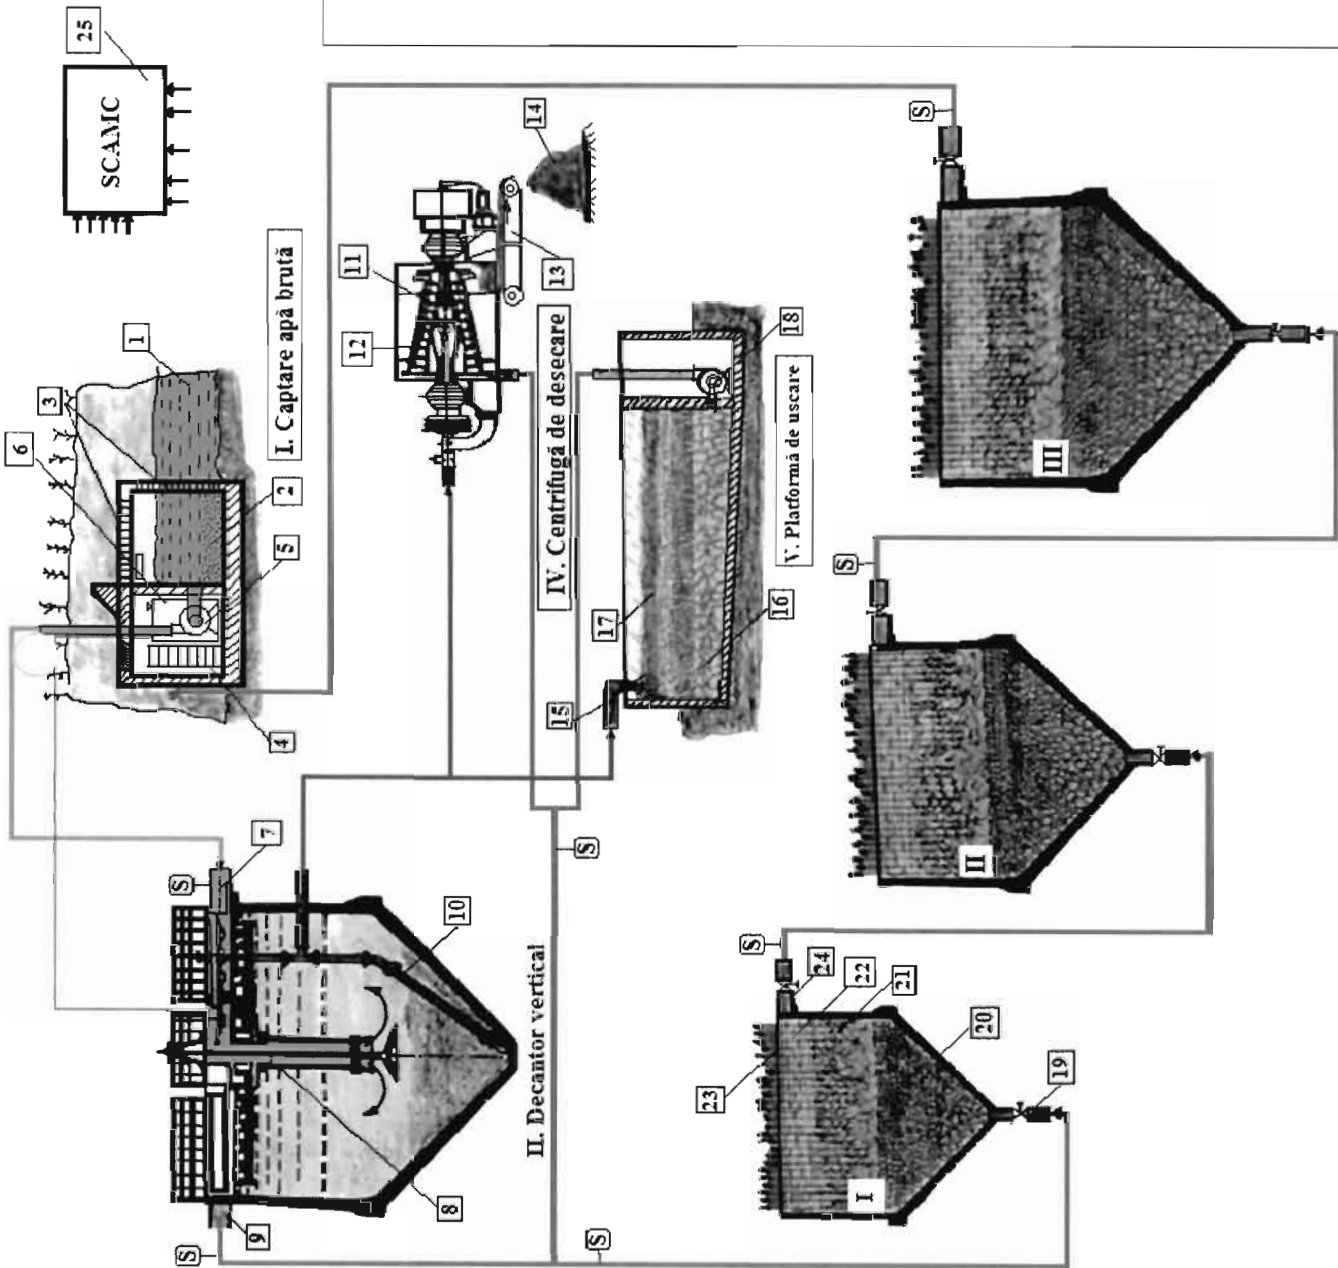 SCAMC
25
I. Captare apă brută
1
2
3
4
5
6
7
8
9
10
II. Decantor vertical
11
12
13
14
IV. Centrifugă de desecare
15
16
17
18
V. Platformă de uscare
S
S
S
S
S
S
S
I
II
III
19
20
21
22
23
24